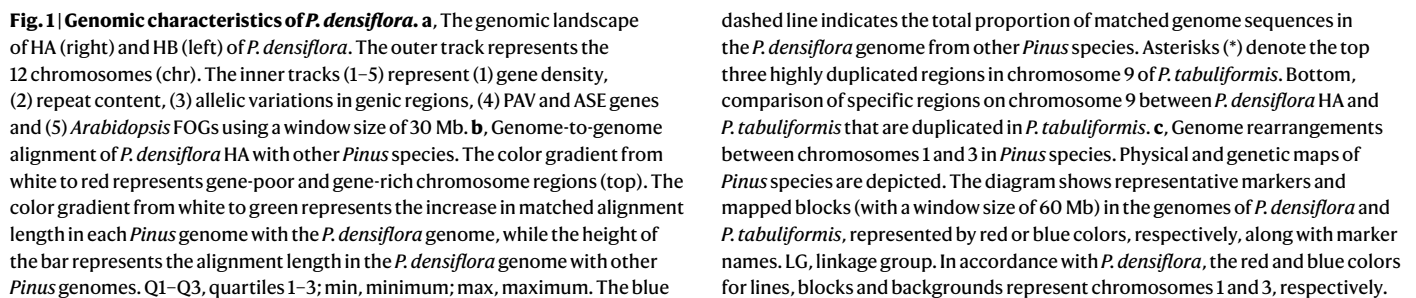 Fig. 1 | Genomic characteristics of P. densiflora. a, The genomic landscape
of HA (right) and HB (left) of P. densiflora. The outer track represents the
12 chromosomes (chr). The inner tracks (1–5) represent (1) gene density,
(2) repeat content, (3) allelic variations in genic regions, (4) PAV and ASE genes
and (5) Arabidopsis FOGs using a window size of 30 Mb. b, Genome-to-genome
alignment of P. densiflora HA with other Pinus species. The color gradient from
white to red represents gene-poor and gene-rich chromosome regions (top). The
color gradient from white to green represents the increase in matched alignment
length in each Pinus genome with the P. densiflora genome, while the height of
the bar represents the alignment length in the P. densiflora genome with other
Pinus genomes. Q1–Q3, quartiles 1–3; min, minimum; max, maximum. The blue
dashed line indicates the total proportion of matched genome sequences in
the P. densiflora genome from other Pinus species. Asterisks (*) denote the top
three highly duplicated regions in chromosome 9 of P. tabuliformis. Bottom,
comparison of specific regions on chromosome 9 between P. densiflora HA and
P. tabuliformis that are duplicated in P. tabuliformis. c, Genome rearrangements
between chromosomes 1 and 3 in Pinus species. Physical and genetic maps of
Pinus species are depicted. The diagram shows representative markers and
mapped blocks (with a window size of 60 Mb) in the genomes of P. densiflora and
P. tabuliformis, represented by red or blue colors, respectively, along with marker
names. LG, linkage group. In accordance with P. densiflora, the red and blue colors
for lines, blocks and backgrounds represent chromosomes 1 and 3, respectively.